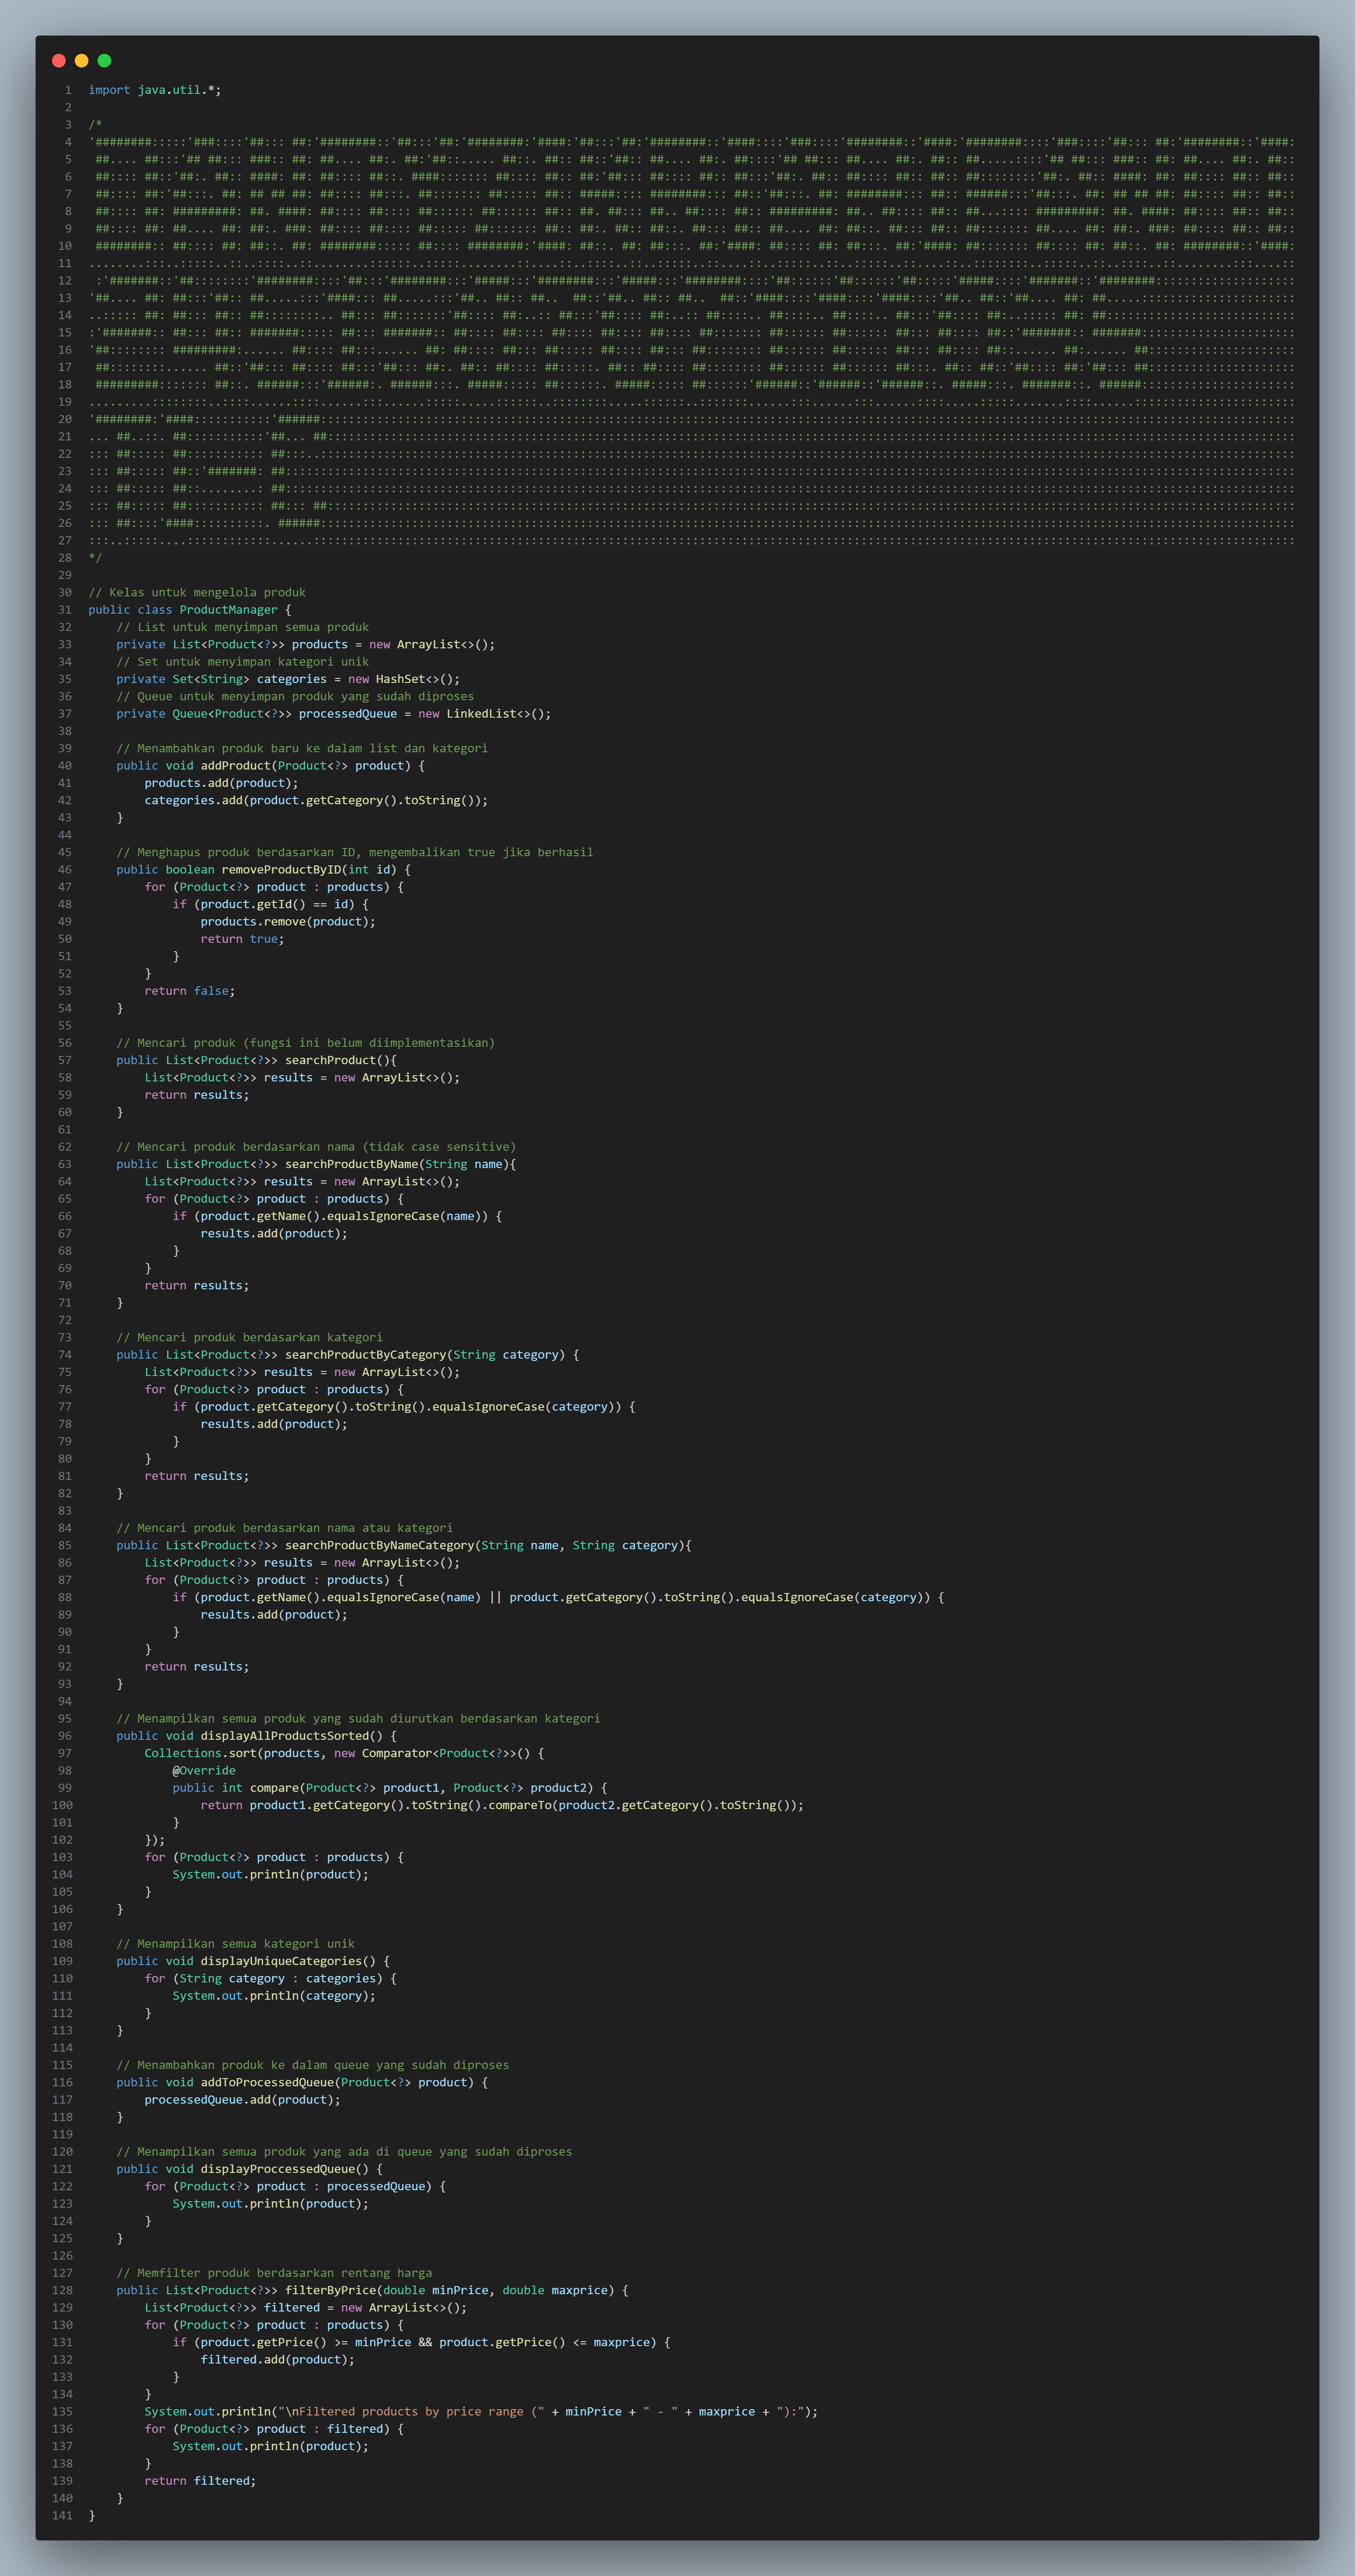 1 import java.util.*;
2
3 /*
4
5
6
7
8
9
10
11
12
13
14
15
16
17
18
19
20
21
22
23
24
25
26
27
28 */
29
30 // Kelas untuk mengelola produk
31 public class ProductManager {
32     // List untuk menyimpan semua produk
33     private List<Product<?>> products = new ArrayList<>();
34     // Set untuk menyimpan kategori unik
35     private Set<String> categories = new HashSet<>();
36     // Queue untuk menyimpan produk yang sudah diproses
37     private Queue<Product<?>> processedQueue = new LinkedList<>();
38
39     // Menambahkan produk baru ke dalam list dan kategori
40     public void addProduct(Product<?> product) {
41         products.add(product);
42         categories.add(product.getCategory().toString());
43     }
44
45     // Menghapus produk berdasarkan ID, mengembalikan true jika berhasil
46     public boolean removeProductByID(int id) {
47         for (Product<?> product : products) {
48             if (product.getId() == id) {
49                 products.remove(product);
50                 return true;
51             }
52         }
53         return false;
54     }
55
56     // Mencari produk (fungsi ini belum diimplementasikan)
57     public List<Product<?>> searchProduct(){
58         List<Product<?>> results = new ArrayList<>();
59         return results;
60     }
61
62     // Mencari produk berdasarkan nama (tidak case sensitive)
63     public List<Product<?>> searchProductByName(String name){
64         List<Product<?>> results = new ArrayList<>();
65         for (Product<?> product : products) {
66             if (product.getName().equalsIgnoreCase(name)) {
67                 results.add(product);
68             }
69         }
70         return results;
71     }
72
73     // Mencari produk berdasarkan kategori
74     public List<Product<?>> searchProductByCategory(String category) {
75         List<Product<?>> results = new ArrayList<>();
76         for (Product<?> product : products) {
77             if (product.getCategory().toString().equalsIgnoreCase(category)) {
78                 results.add(product);
79             }
80         }
81         return results;
82     }
83
84     // Mencari produk berdasarkan nama atau kategori
85     public List<Product<?>> searchProductByNameCategory(String name, String category){
86         List<Product<?>> results = new ArrayList<>();
87         for (Product<?> product : products) {
88             if (product.getName().equalsIgnoreCase(name) || product.getCategory().toString().equalsIgnoreCase(category)) {
89                 results.add(product);
90             }
91         }
92         return results;
93     }
94
95     // Menampilkan semua produk yang sudah diurutkan berdasarkan kategori
96     public void displayAllProductsSorted() {
97         Collections.sort(products, new Comparator<Product<?>>() {
98             @Override
99             public int compare(Product<?> product1, Product<?> product2) {
100                 return product1.getCategory().toString().compareTo(product2.getCategory().toString());
101             }
102         });
103         for (Product<?> product : products) {
104             System.out.println(product);
105         }
106     }
107
108     // Menampilkan semua kategori unik
109     public void displayUniqueCategories() {
110         for (String category : categories) {
111             System.out.println(category);
112         }
113     }
114
115     // Menambahkan produk ke dalam queue yang sudah diproses
116     public void addToProcessedQueue(Product<?> product) {
117         processedQueue.add(product);
118     }
119
120     // Menampilkan semua produk yang ada di queue yang sudah diproses
121     public void displayProccessedQueue() {
122         for (Product<?> product : processedQueue) {
123             System.out.println(product);
124         }
125     }
126
127     // Memfilter produk berdasarkan rentang harga
128     public List<Product<?>> filterByPrice(double minPrice, double maxprice) {
129         List<Product<?>> filtered = new ArrayList<>();
130         for (Product<?> product : products) {
131             if (product.getPrice() >= minPrice && product.getPrice() <= maxprice) {
132                 filtered.add(product);
133             }
134         }
135         System.out.println("\nFiltered products by price range (" + minPrice + " - " + maxprice + "):");
136         for (Product<?> product : filtered) {
137             System.out.println(product);
138         }
139         return filtered;
140     }
141 }